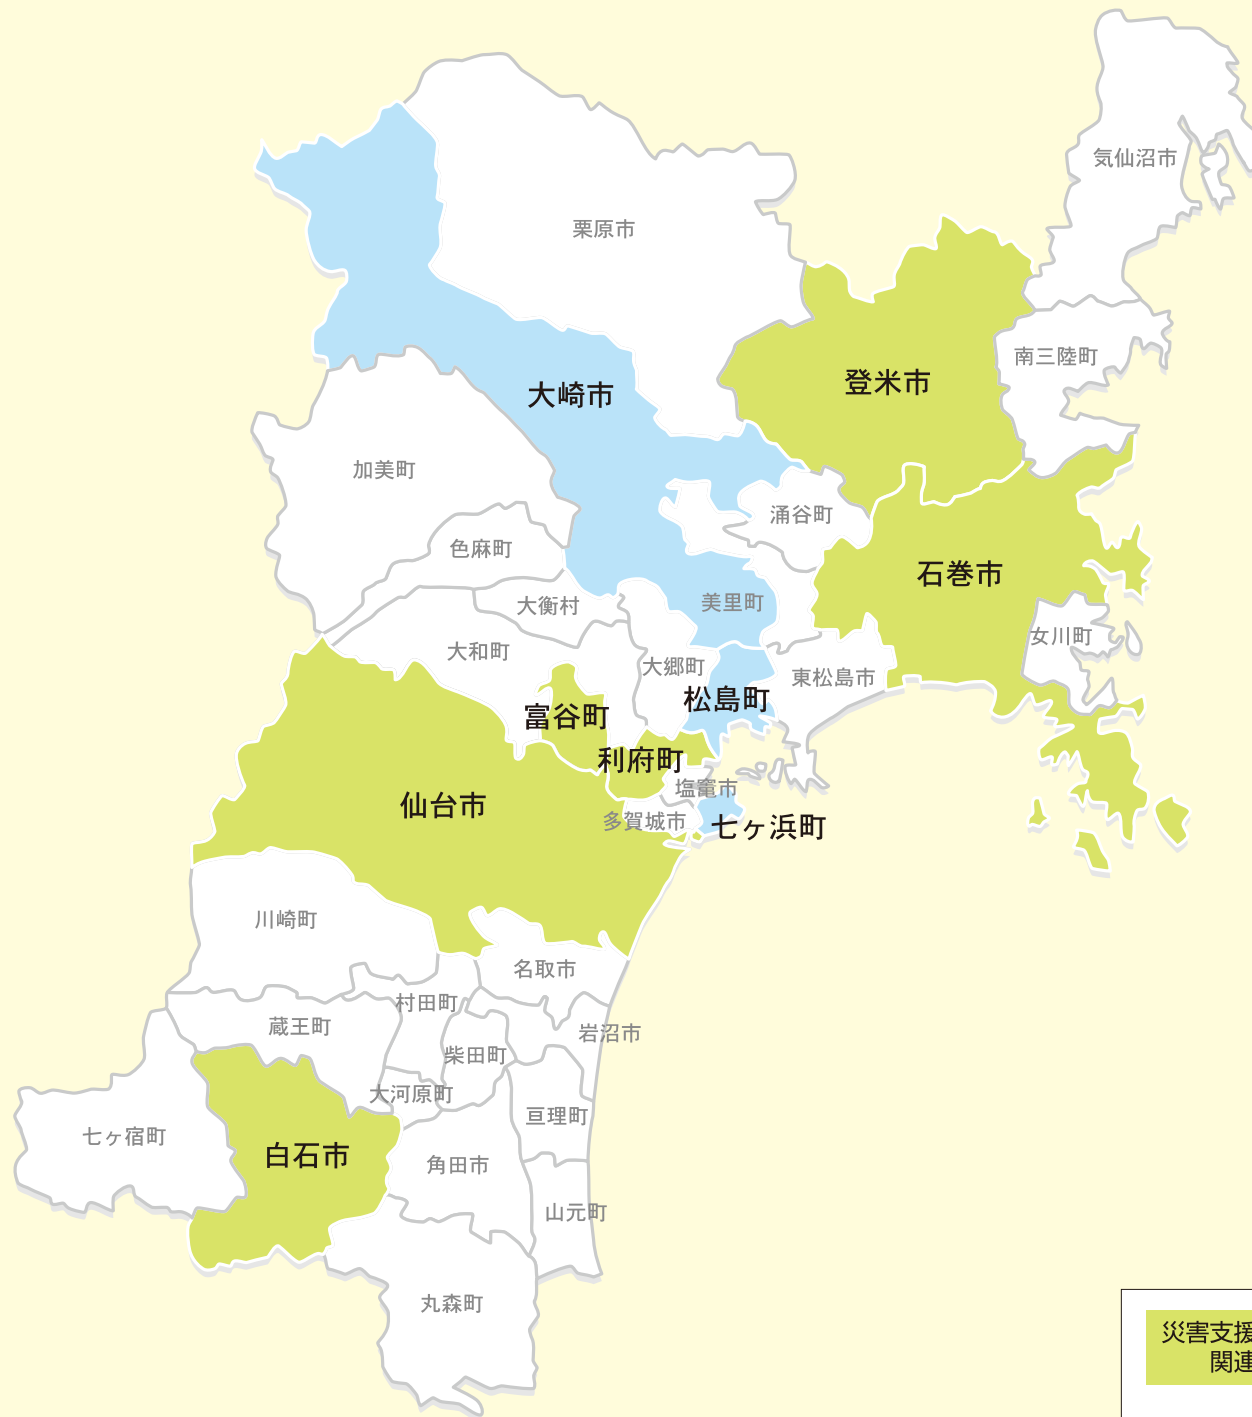 気仙沼市
栗原市
南三陸町
登米市
大崎市
加美町
涌谷町
色麻町
石巻市
大衡村
美里町
女川町
大和町
大郷町
東松島市
松島町
富谷町
利府町
塩竈市
仙台市
多賀城市
七ヶ浜町
川崎町
名取市
村田町
蔵王町
岩沼市
柴田町
大河原町
亘理町
七ヶ宿町
白石市
角田市
山元町
丸森町
災害支援
関連